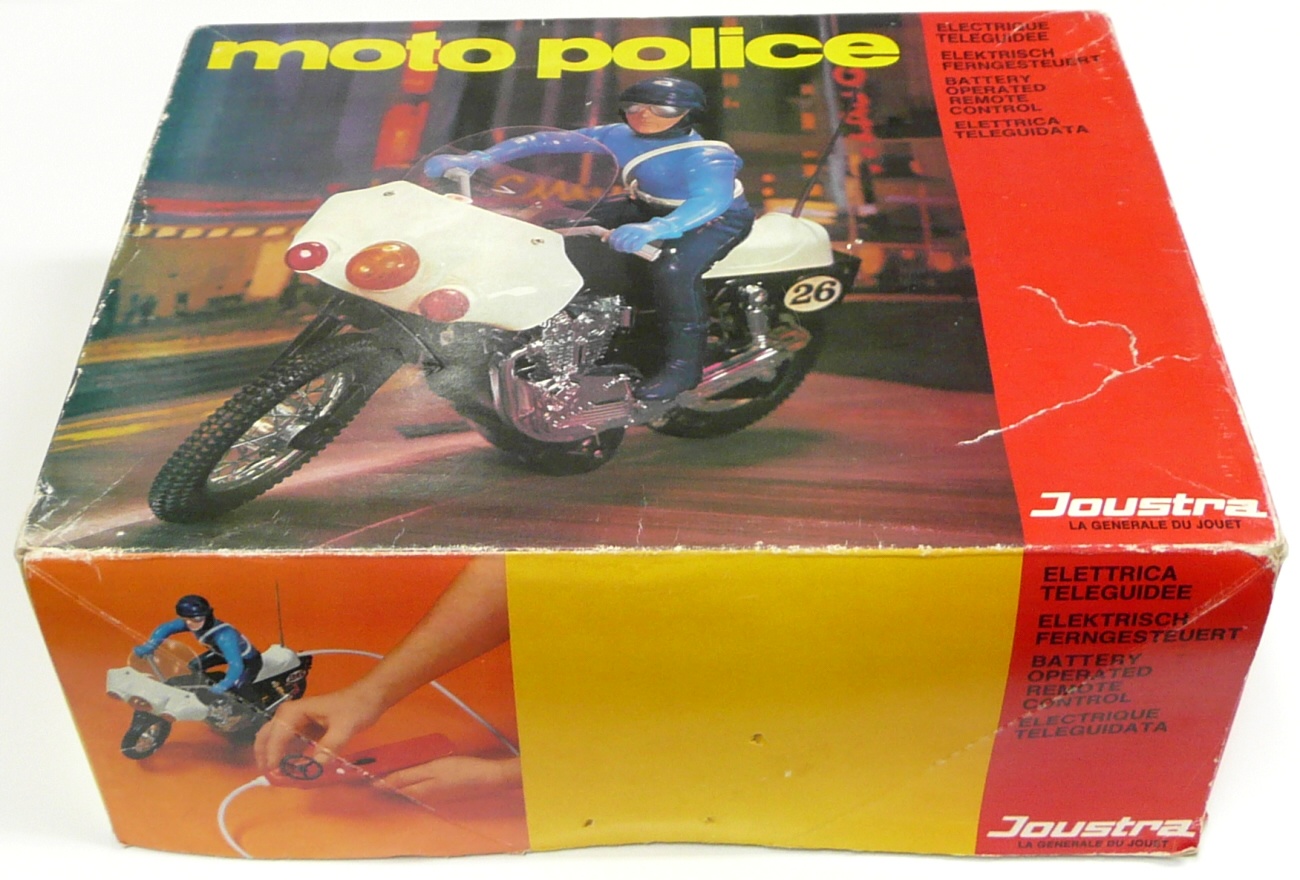 moto police
ELECTRIQUE
TELEGUIDEE
ELEKTRISCH
FERNGESTEUERT
BATTERY
OPERATED
REMOTE
CONTROL
ELETTRICA
TELEGUIDATA
26
Joustra
LA GENERALE DU JOUET
ELETTRICA
TELEGUIDEE
ELEKTRISCH
FERNGESTEUERT
BATTERY
OPERATED
REMOTE
CONTROL
ELECTRIQUE
TELEGUIDATA
Joustra
LA GENERALE DU JOUET